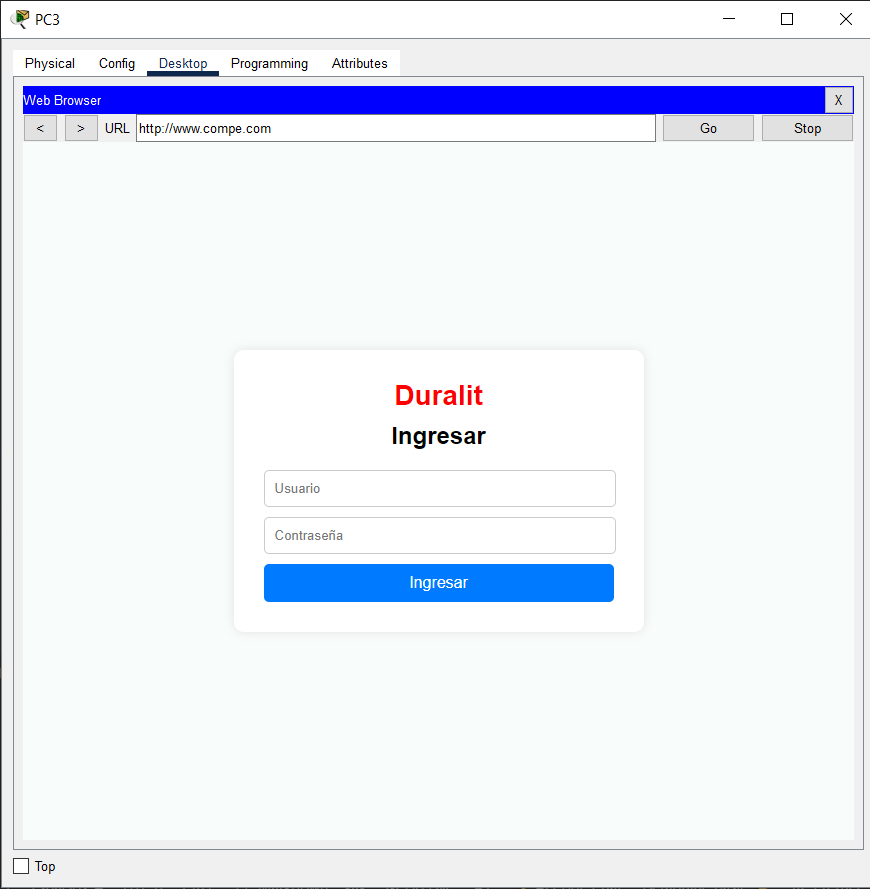 PC3
Physical Config Desktop Programming Attributes
Web Browser X
< > URL http://www.compe.com Go Stop
Duralit
Ingresar
Usuario
Contraseña
Ingresar
Top